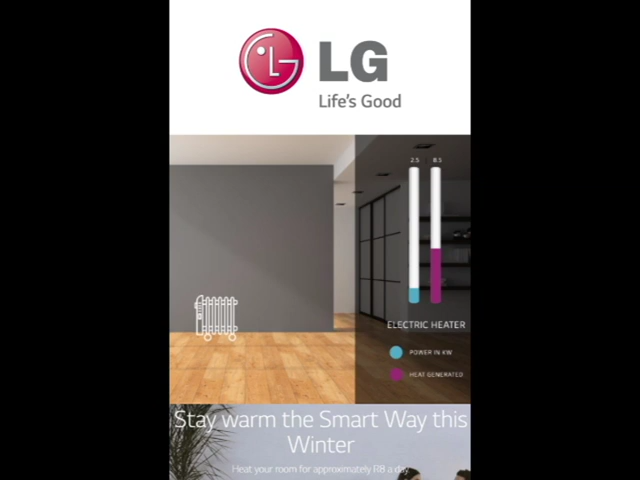 LG
Life's Good
2.5 8.5
ELECTRIC HEATER
POWER IN KW
HEAT GENERATED
Stay warm the Smart Way this
Winter
Heat your room for approximately R8 a day